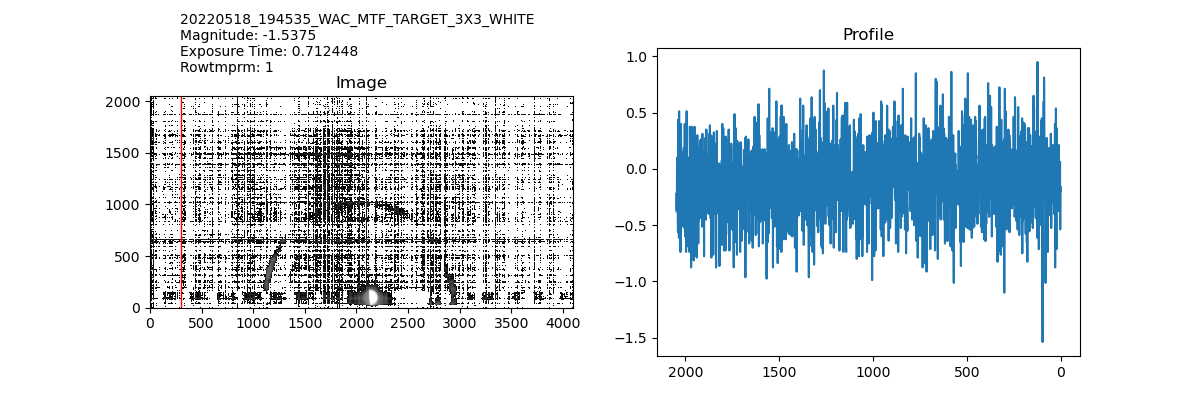 20220518_194535_WAC_MTF_TARGET_3X3_WHITE
Magnitude: -1.5375
Exposure Time: 0.712448
Rowtmprm: 1
Image
2000
1500
1000
500
0
0 500 1000 1500 2000 2500 3000 3500 4000
Profile
1.0
0.5
0.0
−0.5
−1.0
−1.5
2000 1500 1000 500 0